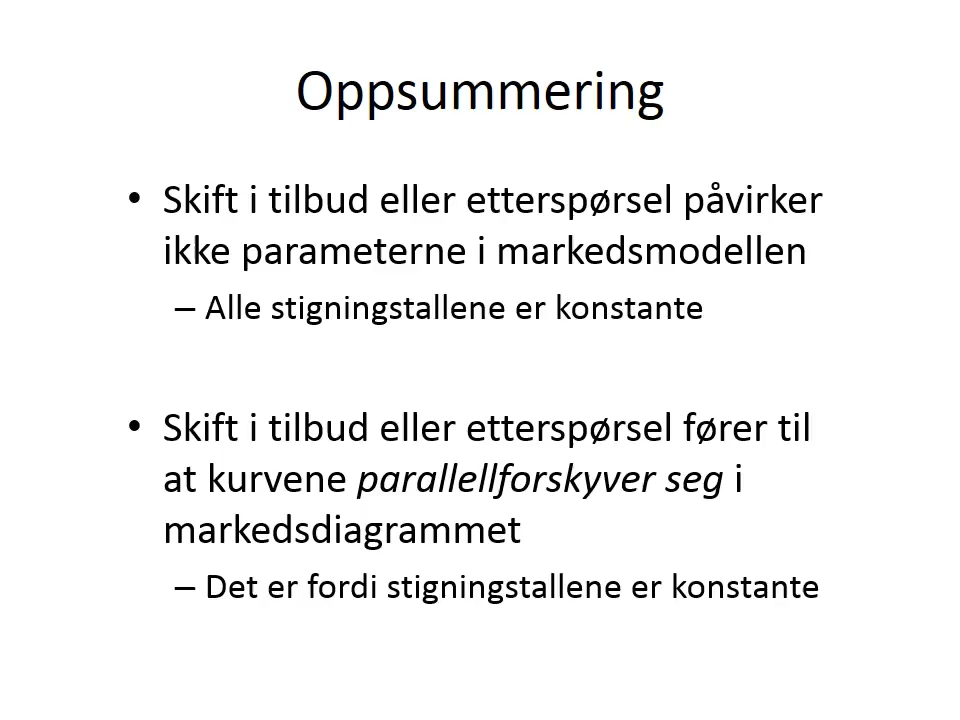 Oppsummering
• Skift i tilbud eller etterspørsel påvirker
ikke parameterne i markedsmodellen
– Alle stigningstallene er konstante
• Skift i tilbud eller etterspørsel fører til
at kurvene parallellforskyver seg i
markedsdiagrammet
– Det er fordi stigningstallene er konstante